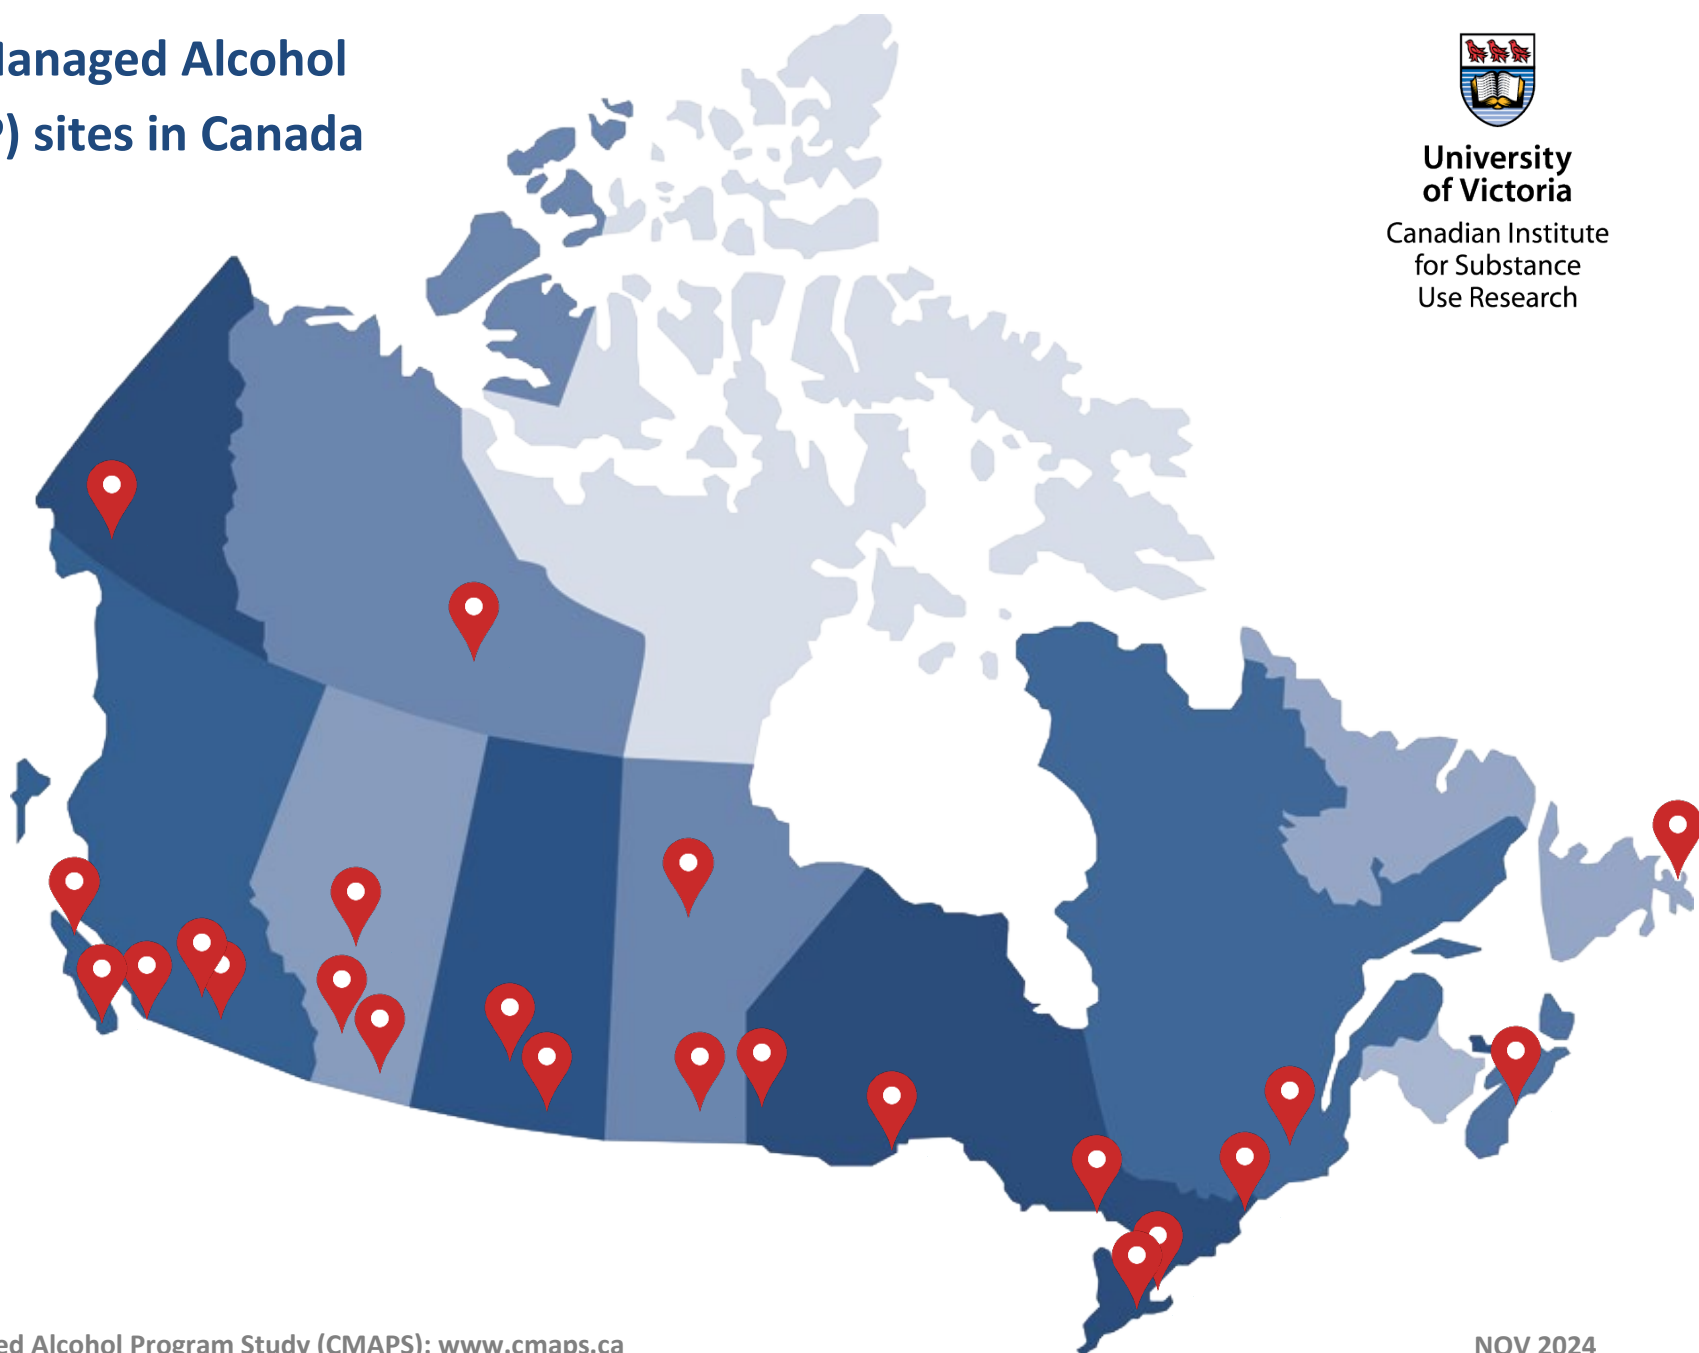 Managed Alcohol
P) sites in Canada
University
of Victoria
Canadian Institute
for Substance
Use Research
ed Alcohol Program Study (CMAPS): www.cmaps.ca
NOV 2024